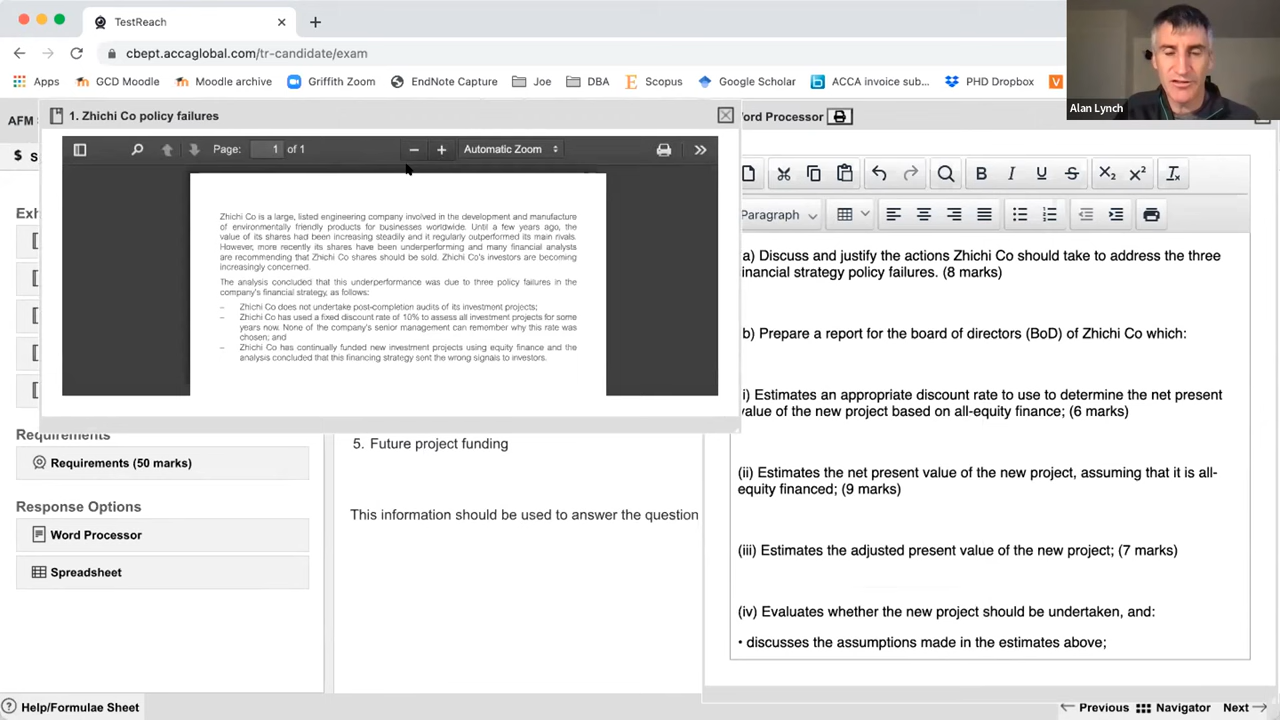 TestReach
cbept.accaglobal.com/tr-candidate/exam
Apps
GCD Moodle
Moodle archive
Griffith Zoom
EndNote Capture
Joe
DBA
Scopus
Google Scholar
ACCA invoice sub...
PHD Dropbox
Alan Lynch
AFM
1. Zhichi Co policy failures
Page: 1 of 1
Automatic Zoom
Zhichi Co is a large, listed engineering company involved in the development and manufacture
of environmentally friendly products for businesses worldwide. Until a few years ago, the
value of its shares had been increasing steadily and it regularly outperformed its main rivals.
However, more recently its shares have been underperforming and many financial analysts
are recommending that Zhichi Co shares should be sold. Zhichi Co's investors are becoming
increasingly concerned.
The analysis concluded that this underperformance was due to three policy failures in the
company's financial strategy, as follows:
– Zhichi Co does not undertake post-completion audits of its investment projects;
– Zhichi Co has used a fixed discount rate of 10% to assess all investment projects for some
years now. None of the company's senior management can remember why this rate was
chosen; and
– Zhichi Co has continually funded new investment projects using equity finance and the
analysis concluded that this financing strategy sent the wrong signals to investors.
Requirements
Requirements (50 marks)
Response Options
Word Processor
Spreadsheet
5. Future project funding
This information should be used to answer the question
ord Processor
Paragraph
a) Discuss and justify the actions Zhichi Co should take to address the three
inancial strategy policy failures. (8 marks)
b) Prepare a report for the board of directors (BoD) of Zhichi Co which:
i) Estimates an appropriate discount rate to use to determine the net present
value of the new project based on all-equity finance; (6 marks)
(ii) Estimates the net present value of the new project, assuming that it is all-
equity financed; (9 marks)
(iii) Estimates the adjusted present value of the new project; (7 marks)
(iv) Evaluates whether the new project should be undertaken, and:
• discusses the assumptions made in the estimates above;
Help/Formulae Sheet
Previous
Navigator
Next